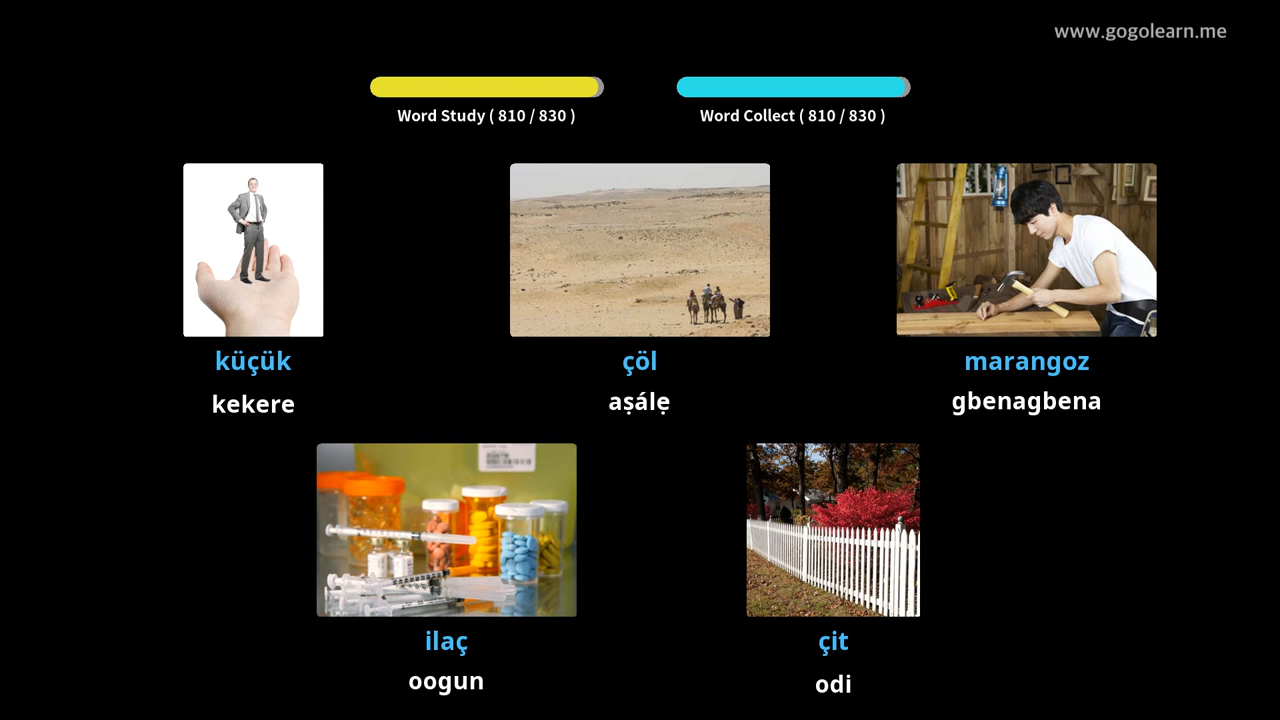 www.gogolearn.me
Word Study ( 810 / 830 )
Word Collect ( 810 / 830 )
küçük
çöl
marangoz
kekere
aṣálẹ
gbenagbena
ilaç
çit
oogun
odi